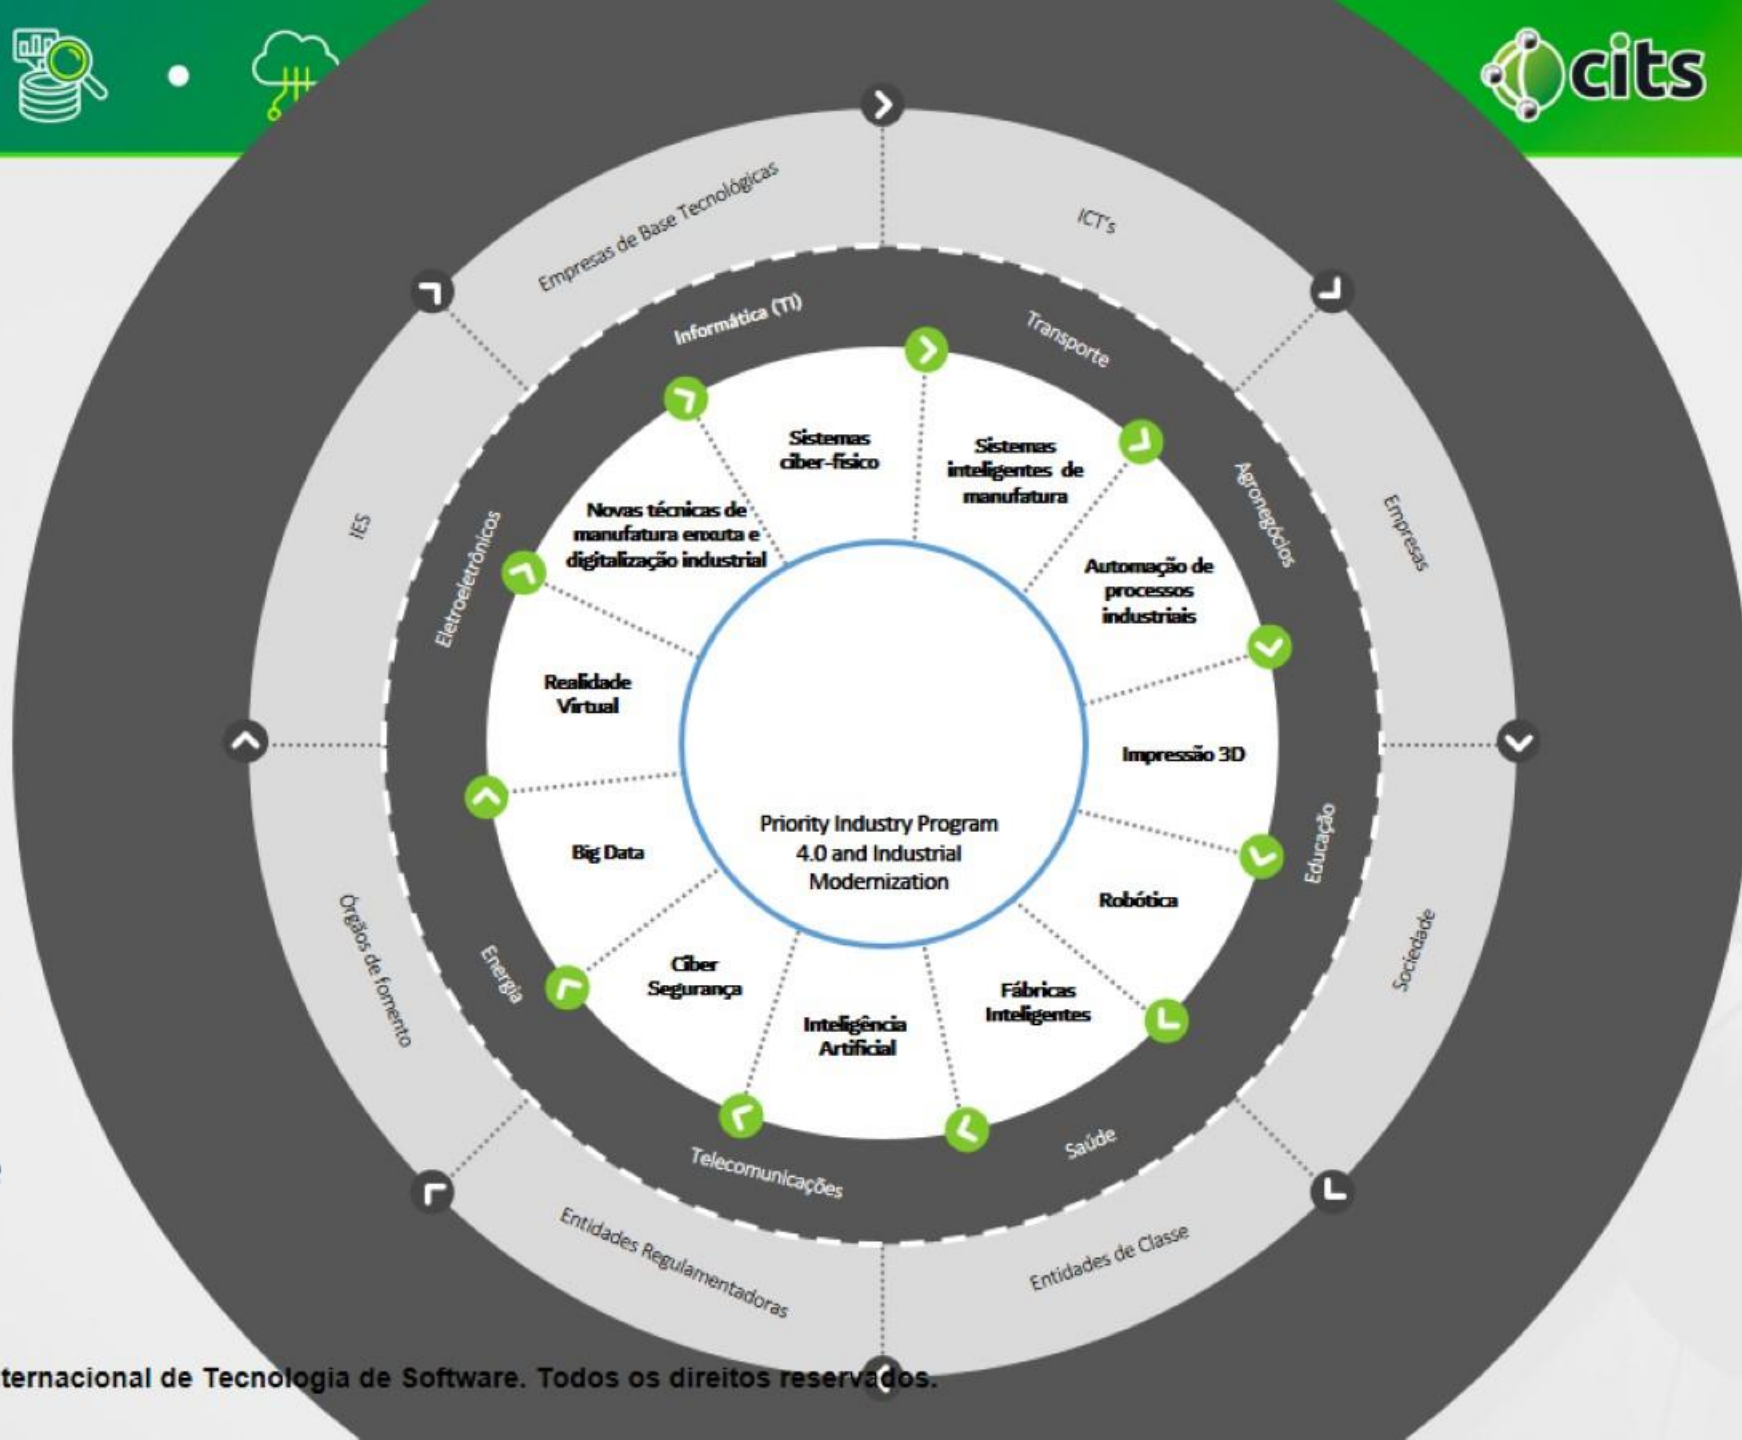 cits
Empresas de Base Tecnológicas
ICT's
Empresas
Sociedade
Entidades de Classe
Entidades Regulamentadoras
Órgãos de fomento
IES
Informática (TI)
Transporte
Agronegócios
Educação
Saúde
Telecomunicações
Energia
Eletroeletrônicos
Sistemas
ciber-físico
Sistemas
inteligentes de
manufatura
Automação de
processos
industriais
Impressão 3D
Robótica
Fábricas
Inteligentes
Inteligência
Artificial
Ciber
Segurança
Big Data
Realidade
Virtual
Novas técnicas de
manufatura enxuta e
digitalização industrial
Priority Industry Program
4.0 and Industrial
Modernization
ternacional de Tecnologia de Software. Todos os direitos reservados.